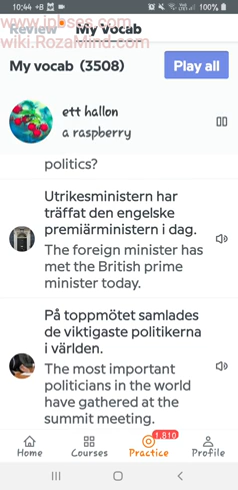 10:44
100%
www.inbses.com
Review
My Vocab
wiki.RozaMind.com
My vocab (3508)
Play all
ett hallon
a raspberry
politics?
Utrikesministern har
träffat den engelske
premiärministern i dag.
The foreign minister has
met the British prime
minister today.
På toppmötet samlades
de viktigaste politikerna
i världen.
The most important
politicians in the world
have gathered at the
summit meeting.
1,810
Home
Courses
Practice
Profile